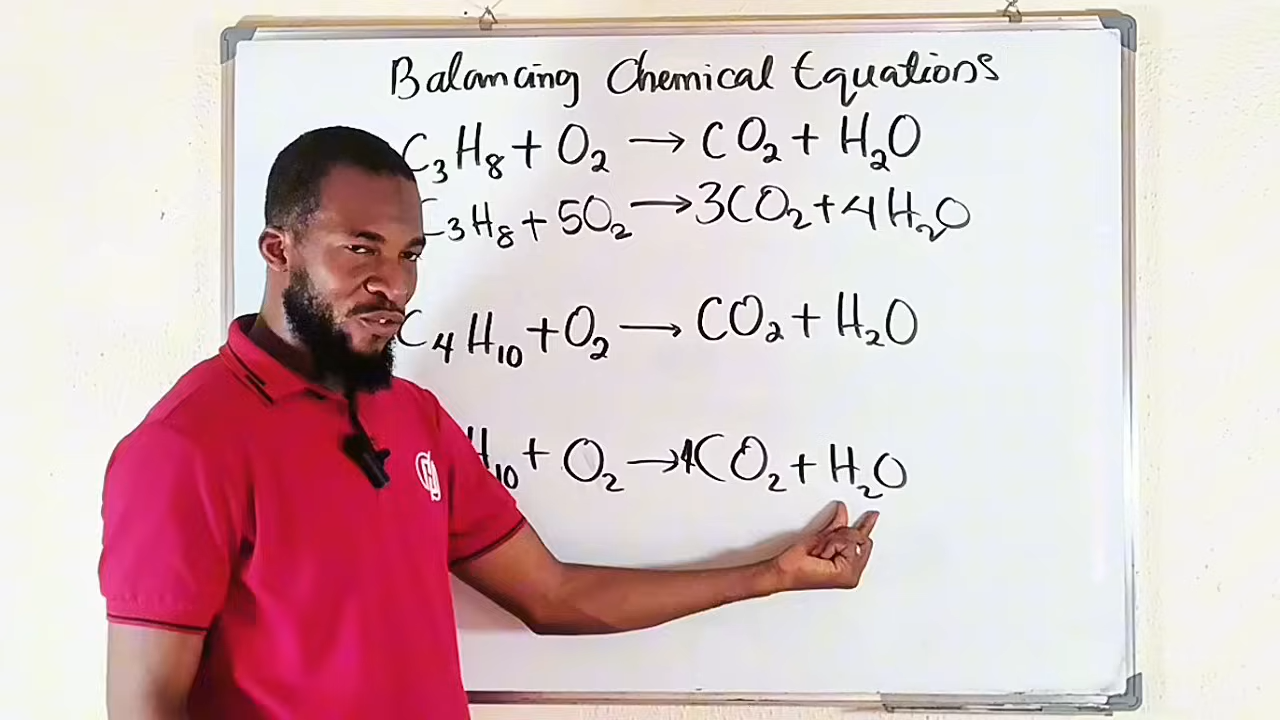 Balancing Chemical Equations
C₃H₈ + O₂ → CO₂ + H₂O
C₃H₈ + 5O₂ → 3CO₂ + 4H₂O
C₄H₁₀ + O₂ → CO₂ + H₂O
H₁₀ + O₂ → 4CO₂ + H₂O